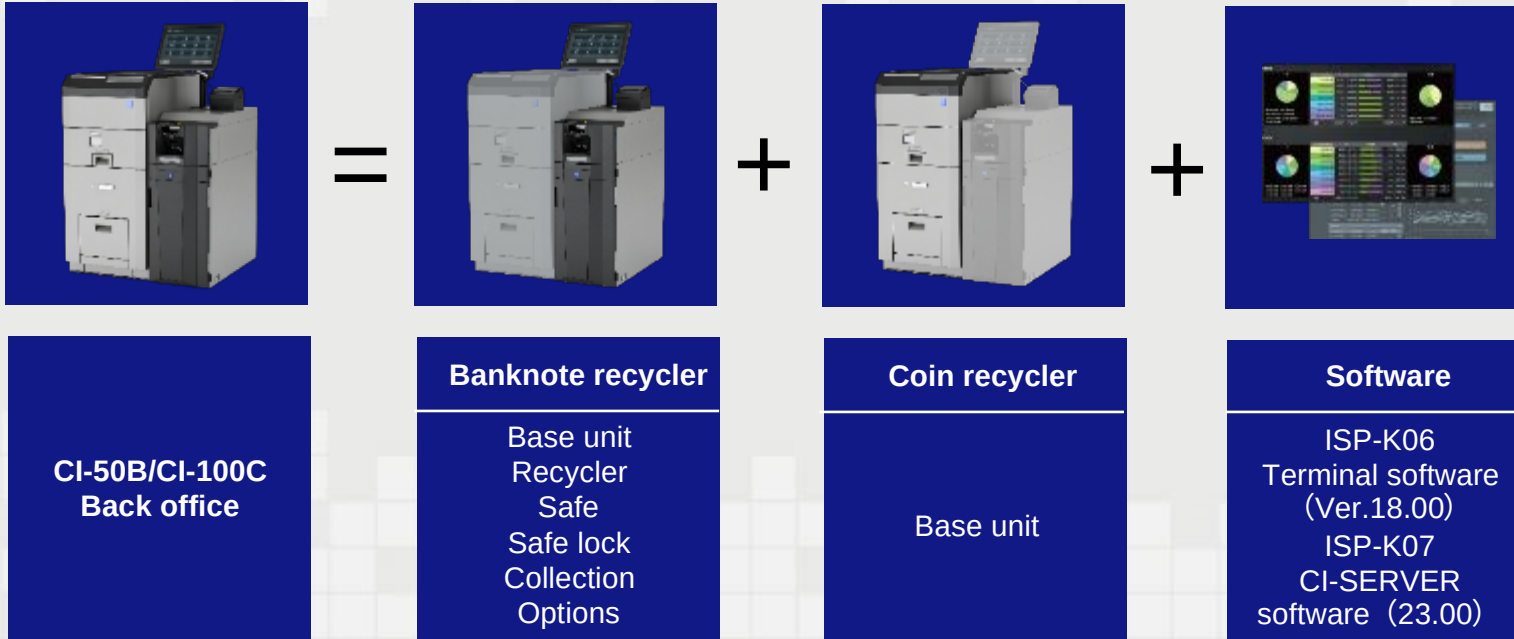 =
+
+
CI-50B/CI-100C
Back office
Banknote recycler
Base unit
Recycler
Safe
Safe lock
Collection
Options
Coin recycler
Base unit
Software
ISP-K06
Terminal software
（Ver.18.00）
ISP-K07
CI-SERVER
software（23.00）